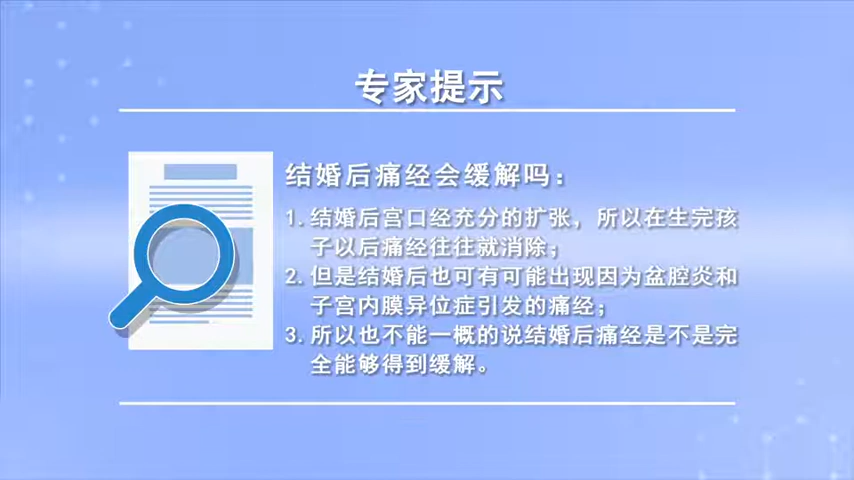 专家提示
结婚后痛经会缓解吗：
1. 结婚后宫口经充分的扩张，所以在生完孩
子以后痛经往往就消除；
2. 但是结婚后也可有可能出现因为盆腔炎和
子宫内膜异位症引发的痛经；
3. 所以也不能一概的说结婚后痛经是不是完
全能够得到缓解。